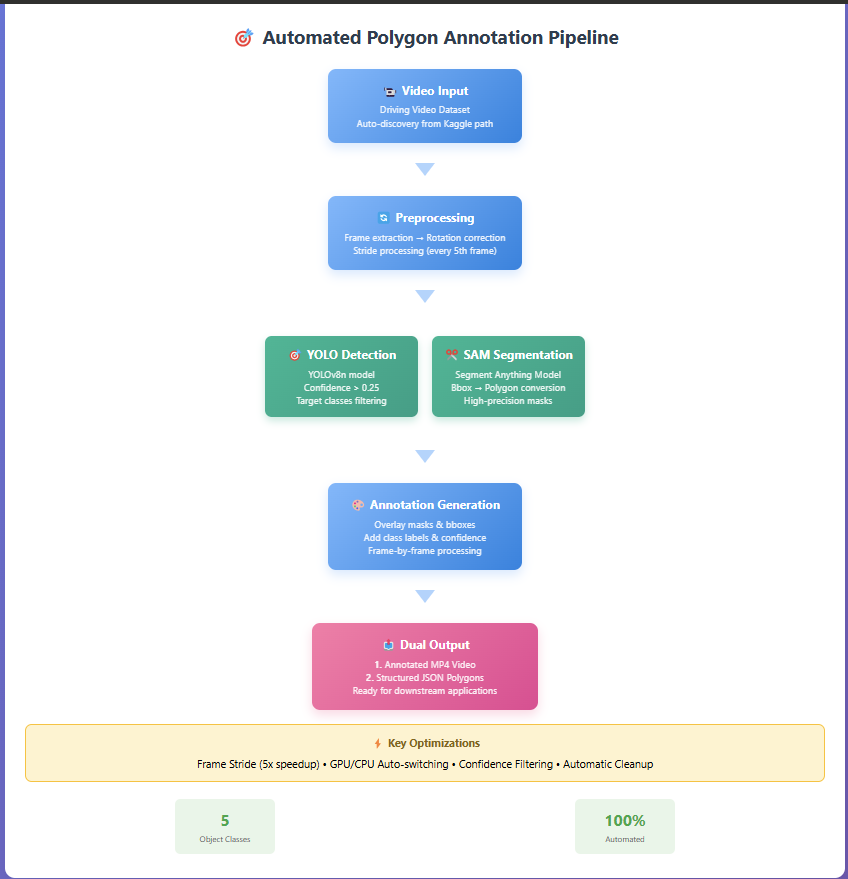 Automated Polygon Annotation Pipeline
Video Input
Driving Video Dataset
Auto-discovery from Kaggle path
Preprocessing
Frame extraction → Rotation correction
Stride processing (every 5th frame)
YOLO Detection
YOLOv8n model
Confidence > 0.25
Target classes filtering
SAM Segmentation
Segment Anything Model
Bbox → Polygon conversion
High-precision masks
Annotation Generation
Overlay masks & bboxes
Add class labels & confidence
Frame-by-frame processing
Dual Output
1. Annotated MP4 Video
2. Structured JSON Polygons
Ready for downstream applications
Key Optimizations
Frame Stride (5x speedup) • GPU/CPU Auto-switching • Confidence Filtering • Automatic Cleanup
5
Object Classes
100%
Automated